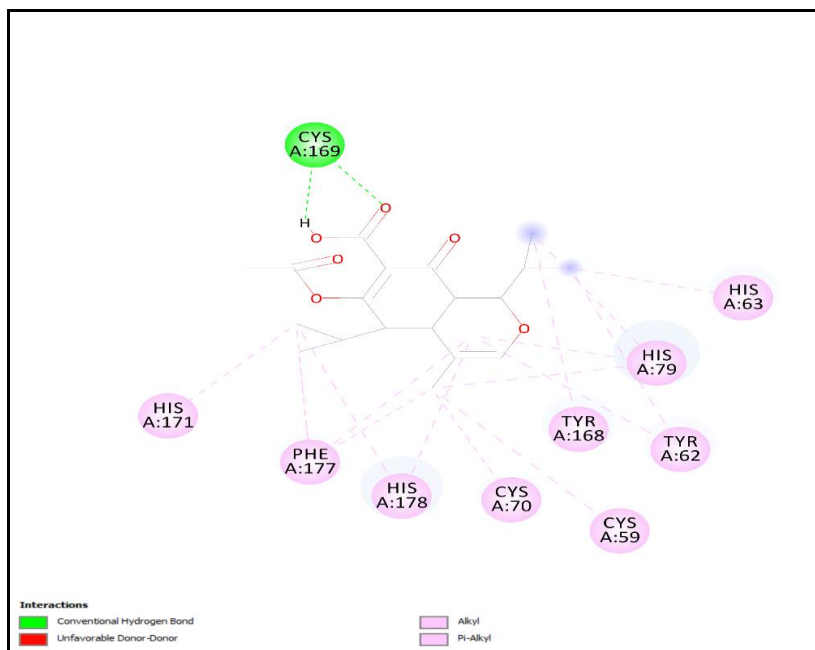 CYS
A:169
H
O
O
O
O
O
O
HIS
A:63
HIS
A:79
HIS
A:171
TYR
A:168
TYR
A:62
PHE
A:177
HIS
A:178
CYS
A:70
CYS
A:59
Interactions
Conventional Hydrogen Bond
Unfavorable Donor-Donor
Alkyl
Pi-Alkyl